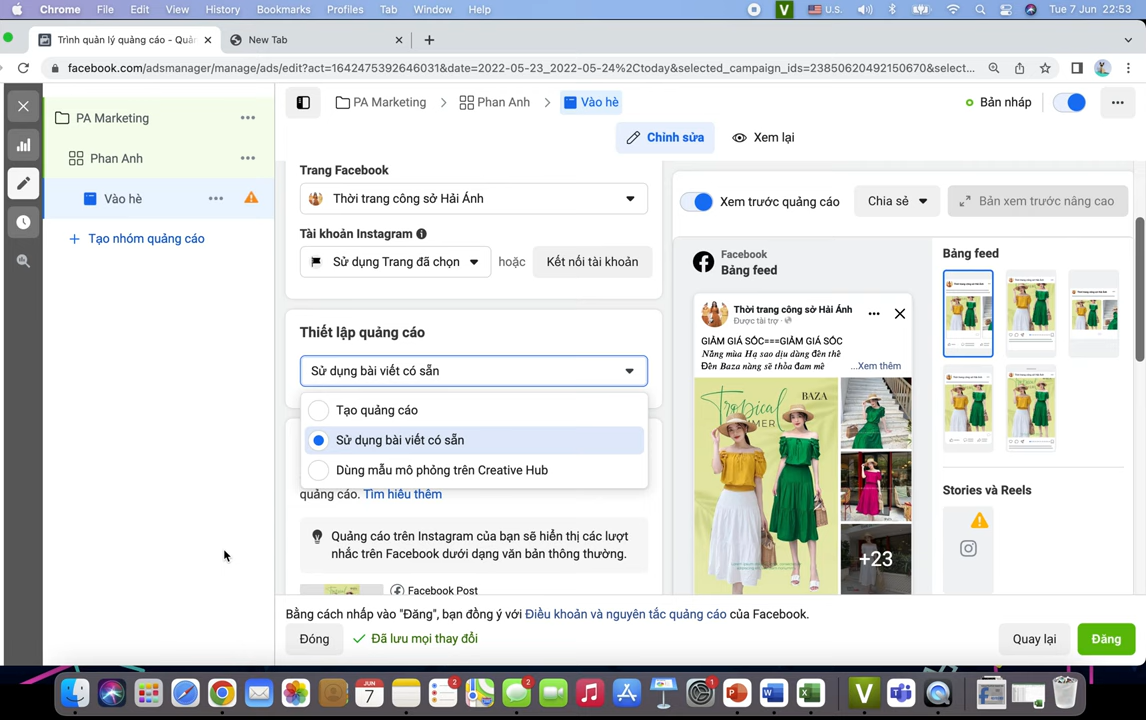 Chrome File Edit View History Bookmarks Profiles Tab Window Help
V U.S. Tue 7 Jun 22:53
Trình quản lý quảng cáo - Quả
New Tab
facebook.com/adsmanager/manage/ads/edit?act=1642475392646031&date=2022-05-23_2022-05-24%2Ctoday&selected_campaign_ids=23850620492150670&select...
PA Marketing
Phan Anh
Vào hè
Tạo nhóm quảng cáo
PA Marketing
Phan Anh
Vào hè
Bản nháp
Chỉnh sửa
Xem lại
Trang Facebook
Thời trang công sở Hải Ánh
Tài khoản Instagram
Sử dụng Trang đã chọn
hoặc
Kết nối tài khoản
Thiết lập quảng cáo
Sử dụng bài viết có sẵn
Tạo quảng cáo
Sử dụng bài viết có sẵn
Dùng mẫu mô phỏng trên Creative Hub
quảng cáo. Tìm hiểu thêm
Quảng cáo trên Instagram của bạn sẽ hiển thị các lượt
nhắc trên Facebook dưới dạng văn bản thông thường.
Facebook Post
Xem trước quảng cáo
Chia sẻ
Bản xem trước nâng cao
Facebook
Bảng feed
Thời trang công sở Hải Ánh
Được tài trợ
GIẢM GIÁ SỐC===GIẢM GIÁ SỐC
Nắng mùa Hạ sao dịu dàng đến thế
Đến Baza nàng sẽ thỏa đam mê
...Xem thêm
Tropical
BAZA
+23
Bảng feed
Stories và Reels
Bằng cách nhấp vào "Đăng", bạn đồng ý với Điều khoản và nguyên tắc quảng cáo của Facebook.
Đóng
Đã lưu mọi thay đổi
Quay lại
Đăng
JUN
7
2
2
1
P
W
X
V